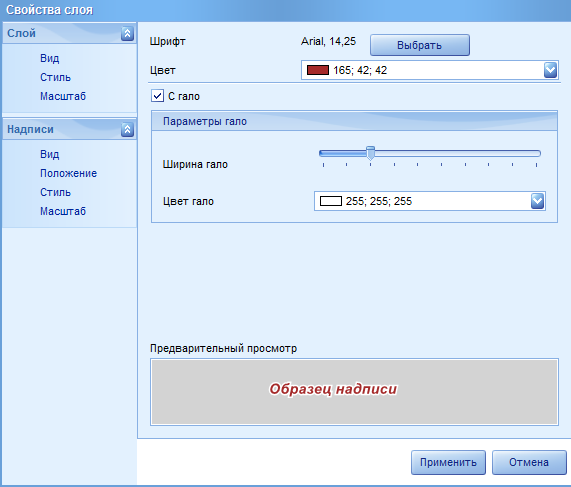 Свойства слоя
Слой
Вид
Стиль
Масштаб
Надписи
Вид
Положение
Стиль
Масштаб
Шрифт Arial, 14,25 Выбрать
Цвет 165; 42; 42
С гало
Параметры гало
Ширина гало
Цвет гало 255; 255; 255
Предварительный просмотр
Образец надписи
Применить Отмена